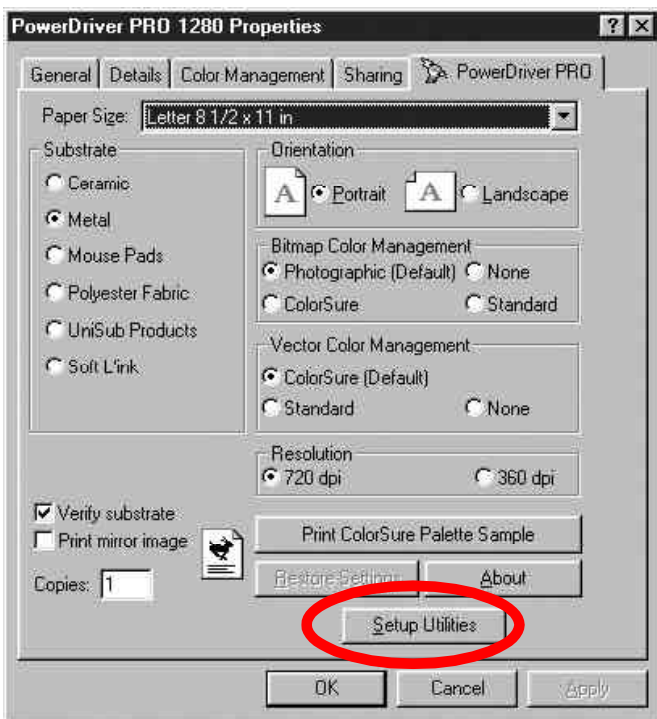 PowerDriver PRO 1280 Properties
General Details Color Management Sharing PowerDriver PRO
Paper Size: Letter 8 1/2 x 11 in
Substrate
Ceramic
Metal
Mouse Pads
Polyester Fabric
UniSub Products
Soft L'ink
Orientation
A Portrait A Landscape
Bitmap Color Management
Photographic (Default) None
ColorSure Standard
Vector Color Management
ColorSure (Default)
Standard None
Resolution
720 dpi 360 dpi
Verify substrate
Print mirror image
Copies: 1
Print ColorSure Palette Sample
Restore Settings About
Setup Utilities
OK Cancel Apply